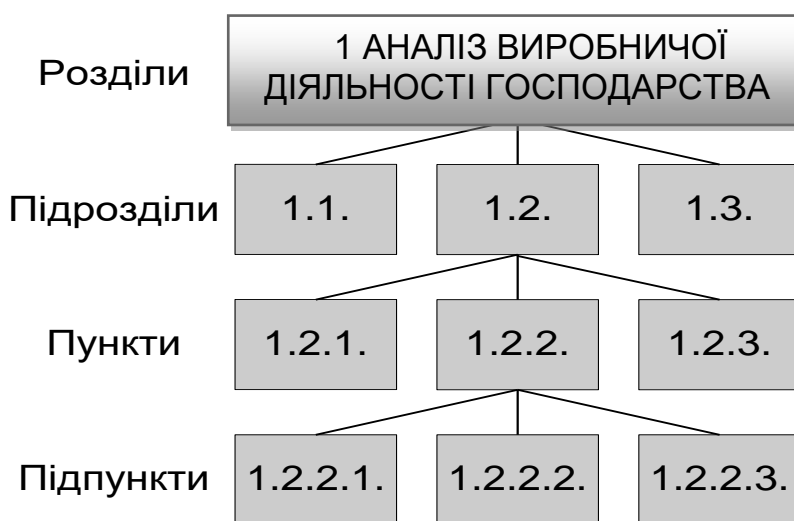 Розділи
1 АНАЛІЗ ВИРОБНИЧОЇ
ДІЯЛЬНОСТІ ГОСПОДАРСТВА
Підрозділи
1.1.
1.2.
1.3.
Пункти
1.2.1.
1.2.2.
1.2.3.
Підпункти
1.2.2.1.
1.2.2.2.
1.2.2.3.